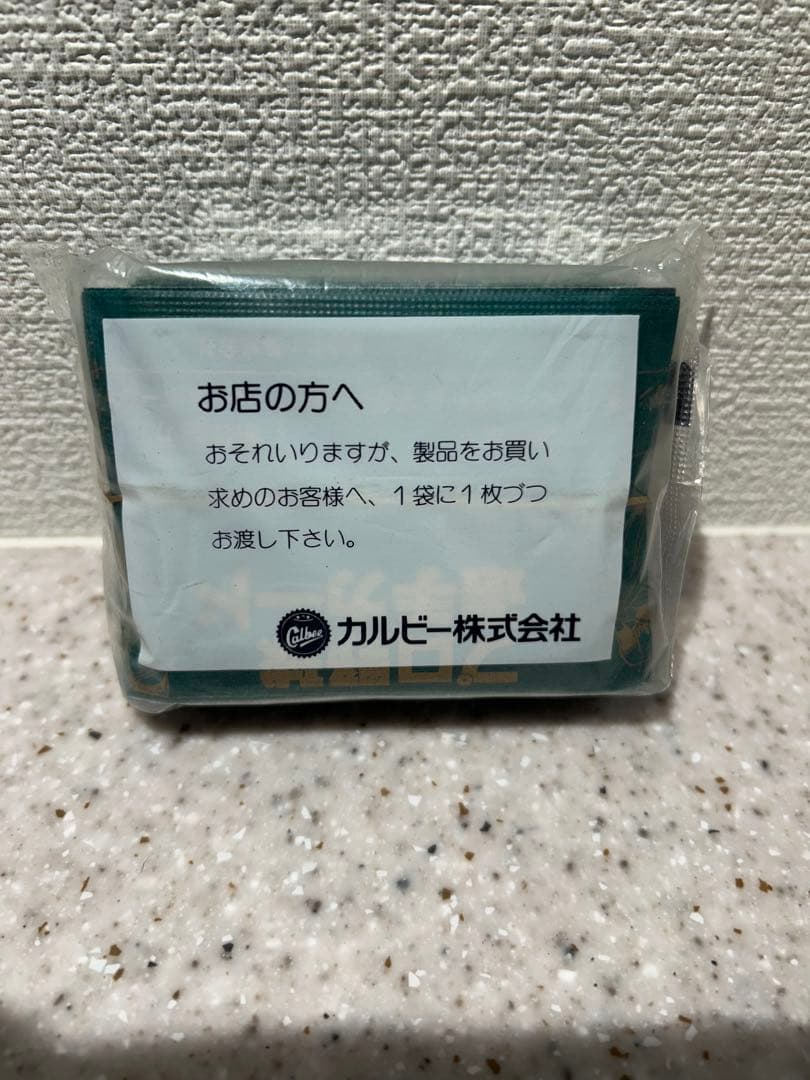 お店の方へ
おそれいりますが、製品をお買い
求めのお客様へ、1袋に1枚づつ
お渡し下さい。
Calbee カルビー株式会社